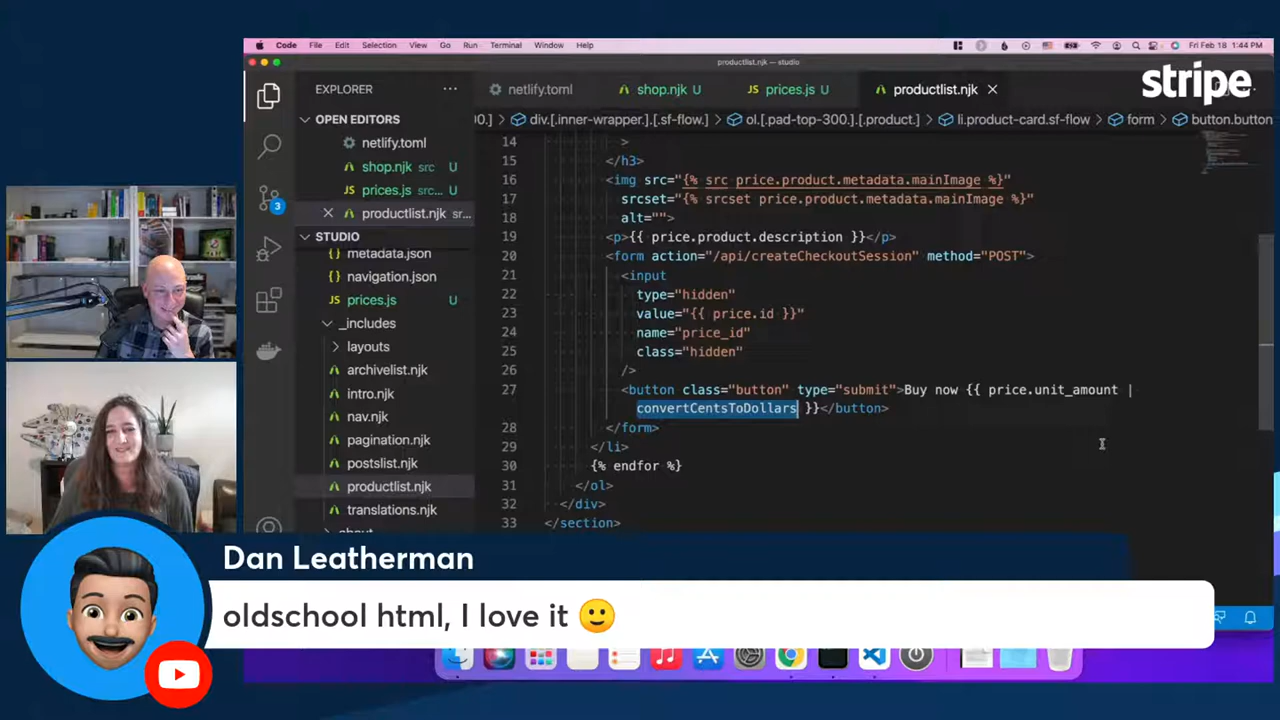 Code File Edit Selection View Go Run Terminal Window Help
Fri Feb 18 1:44 PM
productlist.njk — studio
stripe
EXPLORER
netlify.toml
shop.njk U
JS prices.js U
productlist.njk
OPEN EDITORS
netlify.toml
shop.njk src U
JS prices.js src... U
productlist.njk sr...
3
STUDIO
metadata.json
navigation.json
JS prices.js U
_includes
layouts
archivelist.njk
intro.njk
nav.njk
pagination.njk
postslist.njk
productlist.njk
translations.njk
div.[.inner-wrapper.][.sf-flow.] ol.[.pad-top-300.][.product.] li.product-card.sf-flow form button.button
14 >
15 </h3>
16 <img src="{% src price.product.metadata.mainImage %}"
17 srcset="{% srcset price.product.metadata.mainImage %}"
18 alt="">
19 <p>{{ price.product.description }}</p>
20 <form action="/api/createCheckoutSession" method="POST">
21 <input
22 type="hidden"
23 value="{{ price.id }}"
24 name="price_id"
25 class="hidden"
26 />
27 <button class="button" type="submit">Buy now {{ price.unit_amount |
convertCentsToDollars }}</button>
28 </form>
29 </li>
30 {% endfor %}
31 </ol>
32 </div>
33 </section>
Dan Leatherman
oldschool html, I love it 🙂